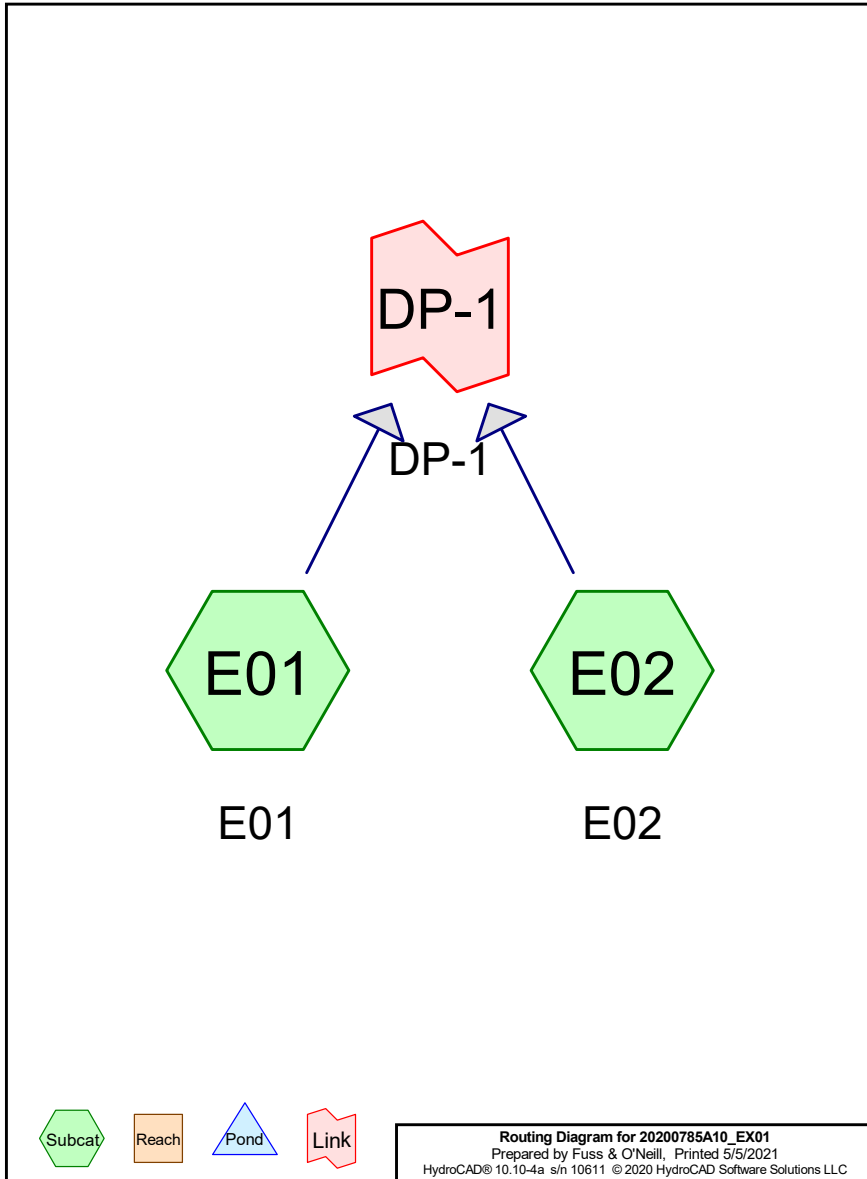 DP-1
DP-1
E01
E02
E01
E02
Subcat
Reach
Pond
Link
Routing Diagram for 20200785A10_EX01
Prepared by Fuss & O'Neill, Printed 5/5/2021
HydroCAD® 10.10-4a s/n 10611 © 2020 HydroCAD Software Solutions LLC